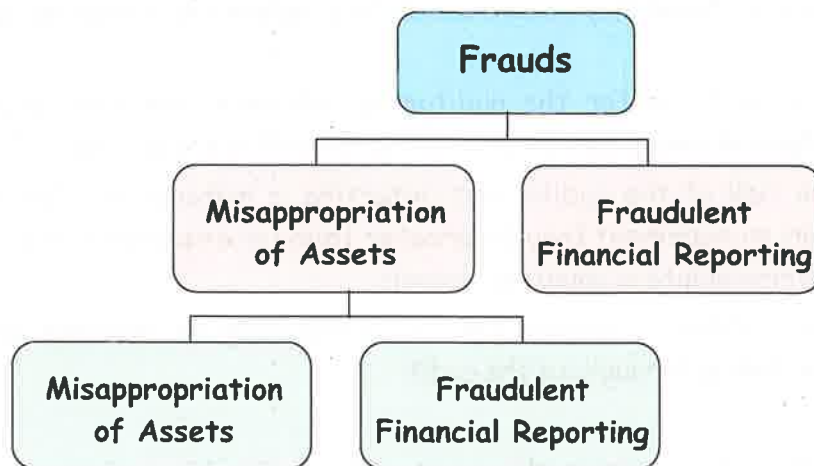 Frauds
Misappropriation
of Assets
Fraudulent
Financial Reporting
Misappropriation
of Assets
Fraudulent
Financial Reporting